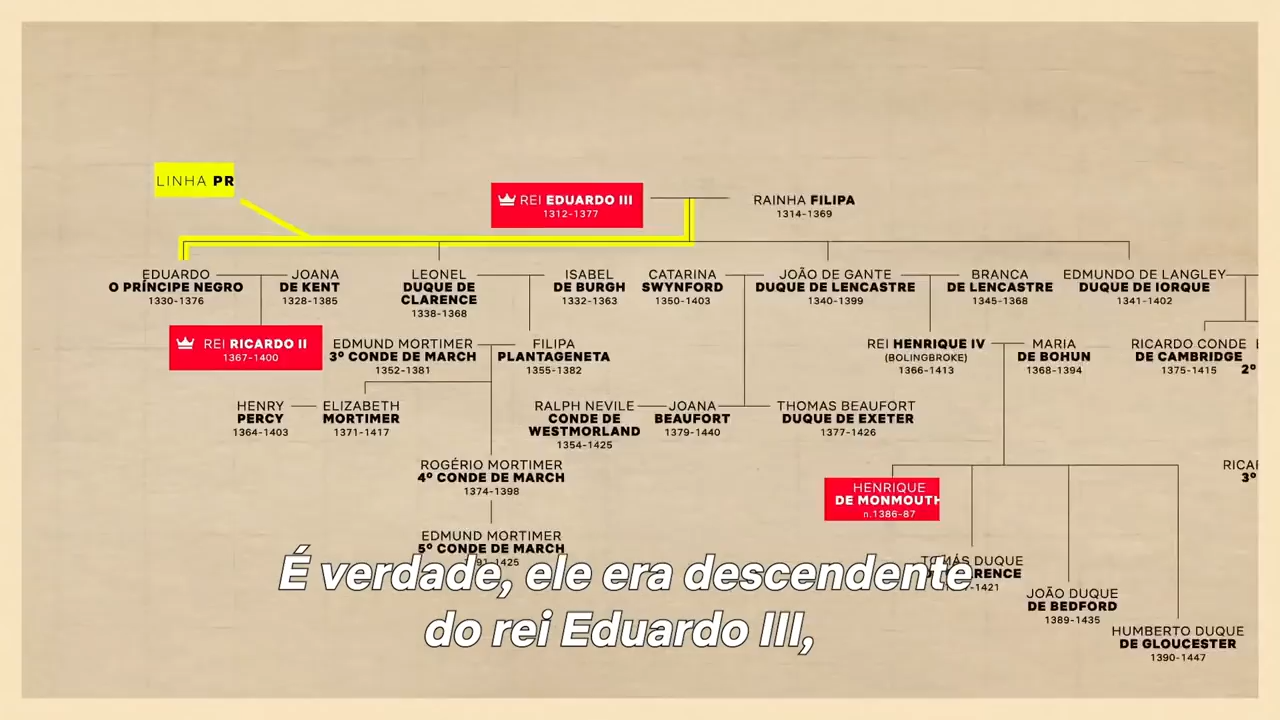 LINHA PR
REI EDUARDO III
1312-1377
RAINHA FILIPA
1314-1369
EDUARDO
O PRÍNCIPE NEGRO
1330-1376
JOANA
DE KENT
1328-1385
LEONEL
DUQUE DE
CLARENCE
1338-1368
ISABEL
DE BURGH
1332-1363
CATARINA
SWYNFORD
1350-1403
JOÃO DE GANTE
DUQUE DE LENCASTRE
1340-1399
BRANCA
DE LENCASTRE
1345-1368
EDMUNDO DE LANGLEY
DUQUE DE IORQUE
1341-1402
REI RICARDO II
1367-1400
EDMUND MORTIMER
3º CONDE DE MARCH
1352-1381
FILIPA
PLANTAGENETA
1355-1382
REI HENRIQUE IV
(BOLINGBROKE)
1366-1413
MARIA
DE BOHUN
1368-1394
RICARDO CONDE
DE CAMBRIDGE
1375-1415
2º
HENRY
PERCY
1364-1403
ELIZABETH
MORTIMER
1371-1417
RALPH NEVILE
CONDE DE
WESTMORLAND
1354-1425
JOANA
BEAUFORT
1379-1440
THOMAS BEAUFORT
DUQUE DE EXETER
1377-1426
ROGÉRIO MORTIMER
4º CONDE DE MARCH
1374-1398
HENRIQUE
DE MONMOUTH
n.1386-87
RICA
3º
EDMUND MORTIMER
5º CONDE DE MARCH
1425
TOMÁS DUQUE
1421
JOÃO DUQUE
DE BEDFORD
1389-1435
HUMBERTO DUQUE
DE GLOUCESTER
1390-1447
É verdade, ele era descendente
do rei Eduardo III,